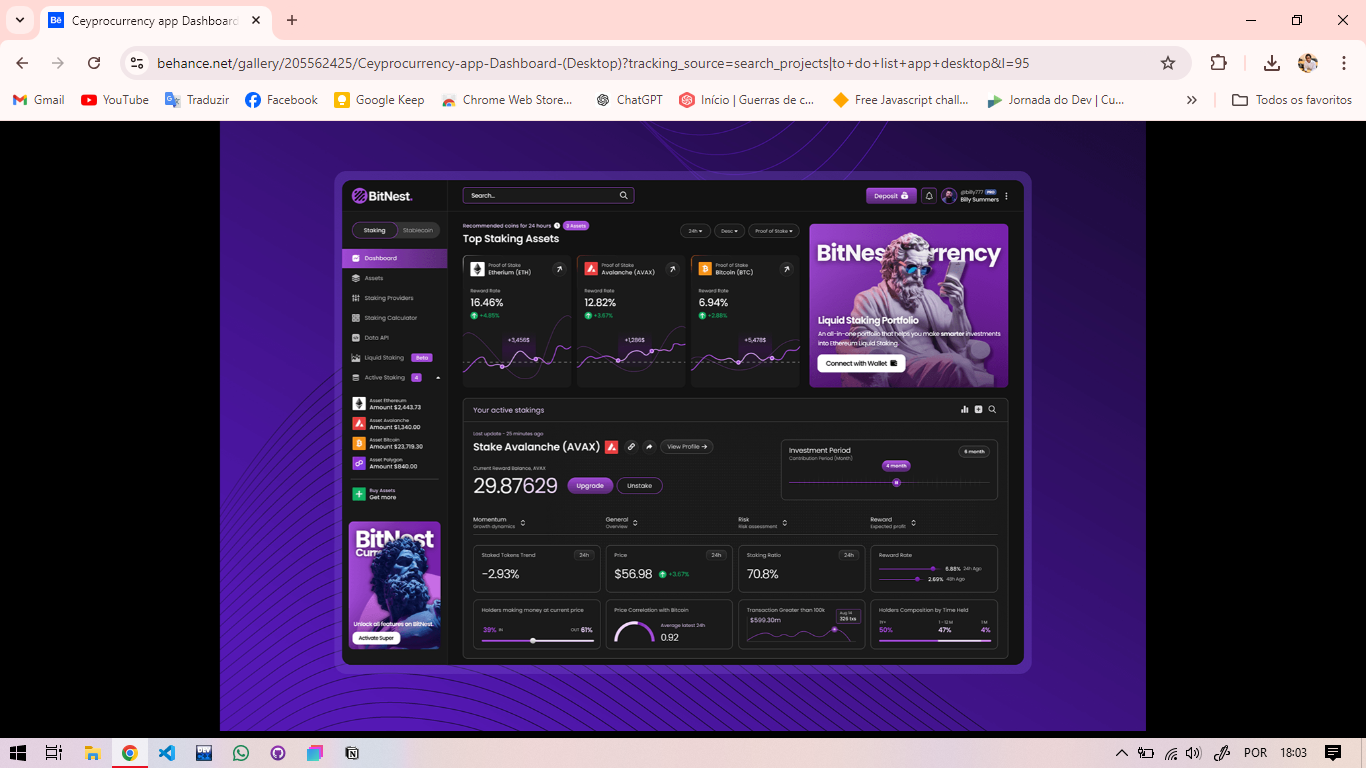 Ceyprocurrency app Dashboard
behance.net/gallery/205562425/Ceyprocurrency-app-Dashboard-(Desktop)?tracking_source=search_projects|to+do+list+app+desktop&l=95
Gmail
YouTube
Traduzir
Facebook
Google Keep
Chrome Web Store...
ChatGPT
Início | Guerras de c...
Free Javascript chall...
Jornada do Dev | Cu...
Todos os favoritos
BitNest.
Search...
Deposit
@billy777 PRO
Billy Summers
Staking
Stablecoin
Dashboard
Assets
Staking Providers
Staking Calculator
Data API
Liquid Staking Beta
Active Staking 4
Asset Ethereum
Amount $2,443.73
Asset Avalanche
Amount $1,340.00
Asset Bitcoin
Amount $23,719.30
Asset Polygon
Amount $840.00
Buy Assets
Get more
BitNest
Unlock all features on BitNest
Activate Super
Recommended coins for 24 hours 3 Assets
Top Staking Assets
24h
Desc
Proof of Stake
Proof of Stake
Etherium (ETH)
Reward Rate
16.46%
+4.85%
+3,456$
Proof of Stake
Avalanche (AVAX)
Reward Rate
12.82%
+3.67%
+1,286$
Proof of Stake
Bitcoin (BTC)
Reward Rate
6.94%
+2.88%
+5,478$
Liquid Staking Portfolio
An all-in-one portfolio that helps you make smarter investments
into Ethereum Liquid Staking.
Connect with Wallet
Your active stakings
Last update - 25 minutes ago
Stake Avalanche (AVAX)
View Profile
Current Reward Balance, AVAX
29.87629
Upgrade
Unstake
Investment Period
Contribution Period (Month)
6 month
4 month
Momentum
Growth dynamics
General
Overview
Risk
Risk assessment
Reward
Expected profit
Staked Tokens Trend
24h
-2.93%
Price
24h
$56.98
+3.67%
Staking Ratio
24h
70.8%
Reward Rate
6.88% 24h Ago
2.69% 48h Ago
Holders making money at current price
39% IN
OUT 61%
Price Correlation with Bitcoin
Average latest 24h
0.92
Transaction Greater than 100k
$599.30m
Aug 14
329 txs
Holders Composition by Time Held
1Y+
50%
1 - 12 M
47%
1 M
4%
POR
18:03